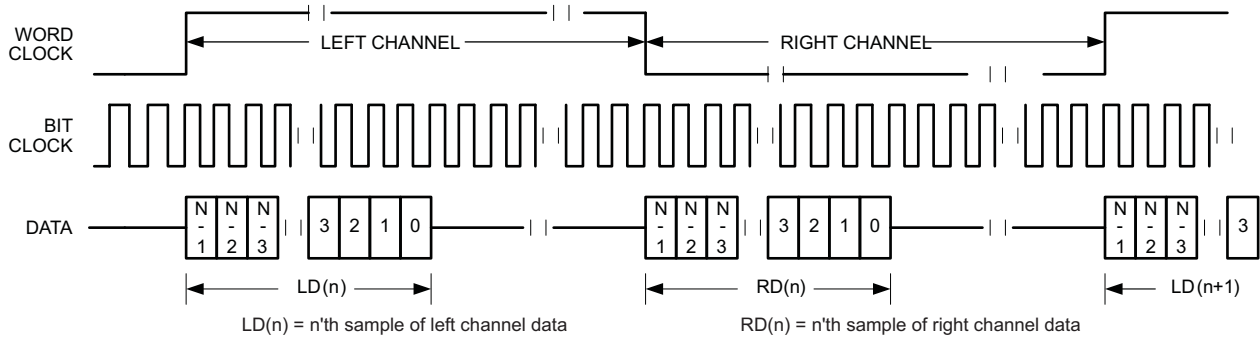 WORD
CLOCK
LEFT CHANNEL
RIGHT CHANNEL
BIT
CLOCK
DATA
N-1 N-2 N-3 3 2 1 0 N-1 N-2 N-3 3 2 1 0 N-1 N-2 N-3 3
LD(n) RD(n) LD(n+1)
LD(n) = n'th sample of left channel data
RD(n) = n'th sample of right channel data